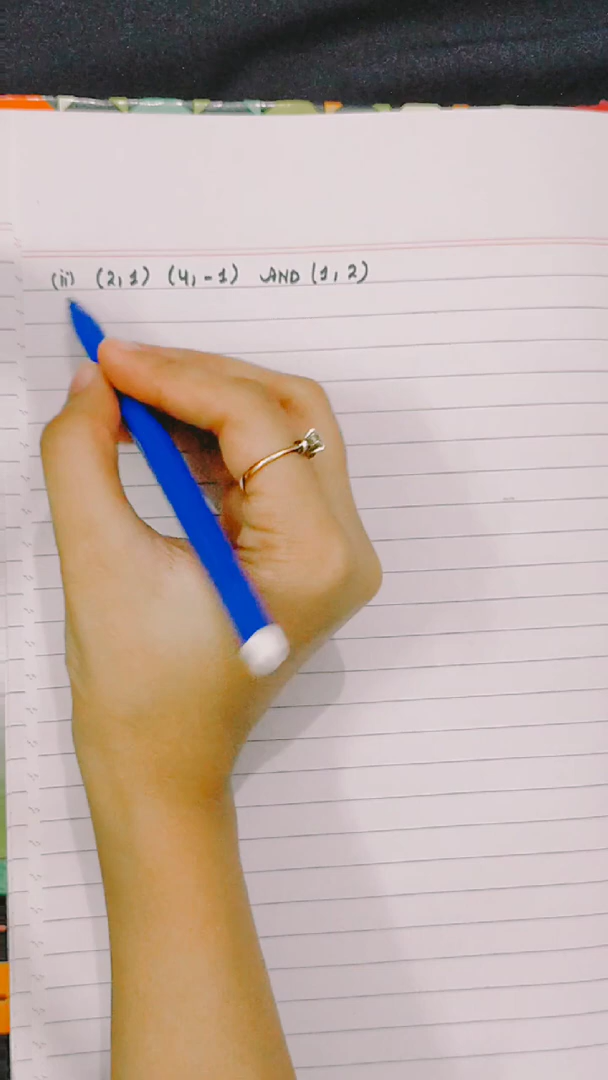 (ii) (2,1) (4,-1) AND (1,2)